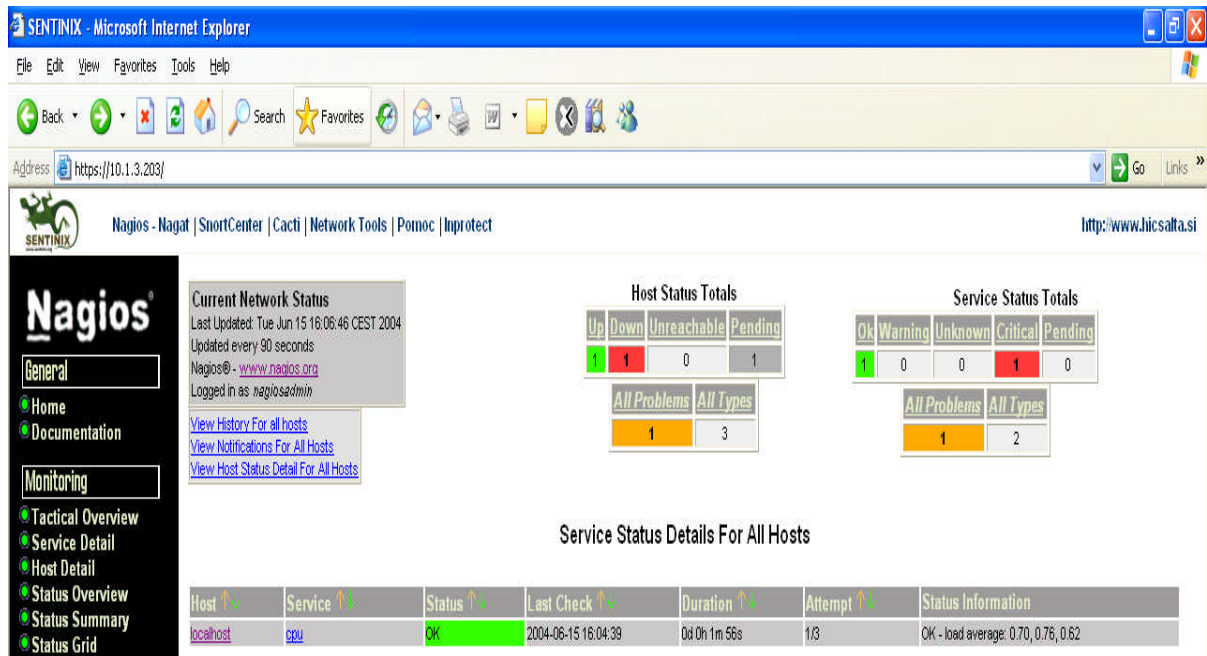 SENTINIX - Microsoft Internet Explorer
File Edit View Favorites Tools Help
Back Search Favorites
Address https://10.1.3.203/ Go Links »
SENTINIX
Nagios - Nagat | SnortCenter | Cacti | Network Tools | Pomoc | Inprotect
http://www.hicsalta.si
Nagios®
General
Home
Documentation
Monitoring
Tactical Overview
Service Detail
Host Detail
Status Overview
Status Summary
Status Grid
Current Network Status
Last Updated: Tue Jun 15 16:06:46 CEST 2004
Updated every 90 seconds
Nagios® - www.nagios.org
Logged in as nagiosadmin
View History For all hosts
View Notifications For All Hosts
View Host Status Detail For All Hosts
Host Status Totals
Up Down Unreachable Pending
1 1 0 1
All Problems All Types
1 3
Service Status Totals
Ok Warning Unknown Critical Pending
1 0 0 1 0
All Problems All Types
1 2
Service Status Details For All Hosts
Host Service Status Last Check Duration Attempt Status Information
localhost cpu OK 2004-06-15 16:04:39 0d 0h 1m 56s 1/3 OK - load average: 0.70, 0.76, 0.62